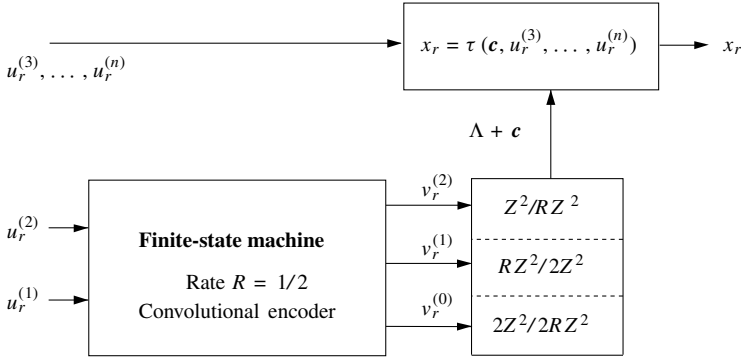 x_r = τ (c, u_r^(3), . . . , u_r^(n))
x_r
u_r^(3), . . . , u_r^(n)
Λ + c
u_r^(2)
u_r^(1)
Finite-state machine
Rate R = 1/2
Convolutional encoder
v_r^(2)
v_r^(1)
v_r^(0)
Z^2/RZ^2
RZ^2/2Z^2
2Z^2/2RZ^2